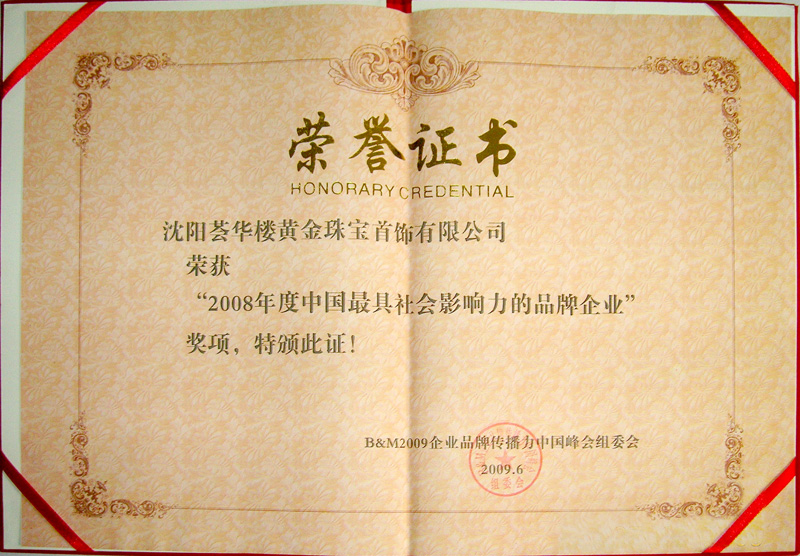 荣誉证书
HONORARY CREDENTIAL
沈阳荟华楼黄金珠宝首饰有限公司
荣获
“2008年度中国最具社会影响力的品牌企业”
奖项，特颁此证！
B&M2009企业品牌传播力中国峰会组委会
2009.6
组委会